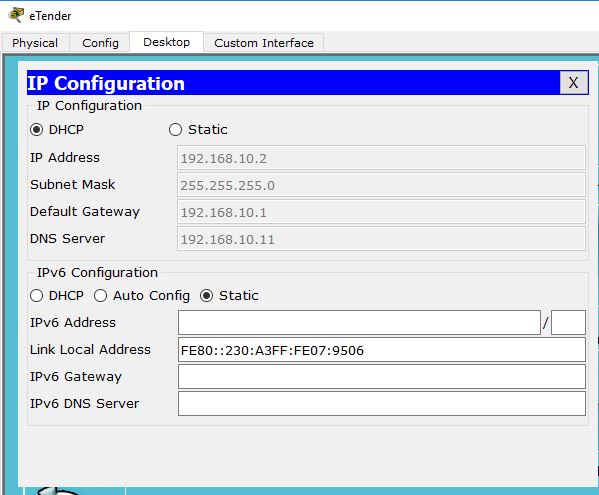 eTender
Physical Config Desktop Custom Interface
IP Configuration X
IP Configuration
DHCP Static
IP Address 192.168.10.2
Subnet Mask 255.255.255.0
Default Gateway 192.168.10.1
DNS Server 192.168.10.11
IPv6 Configuration
DHCP Auto Config Static
IPv6 Address /
Link Local Address FE80::230:A3FF:FE07:9506
IPv6 Gateway
IPv6 DNS Server